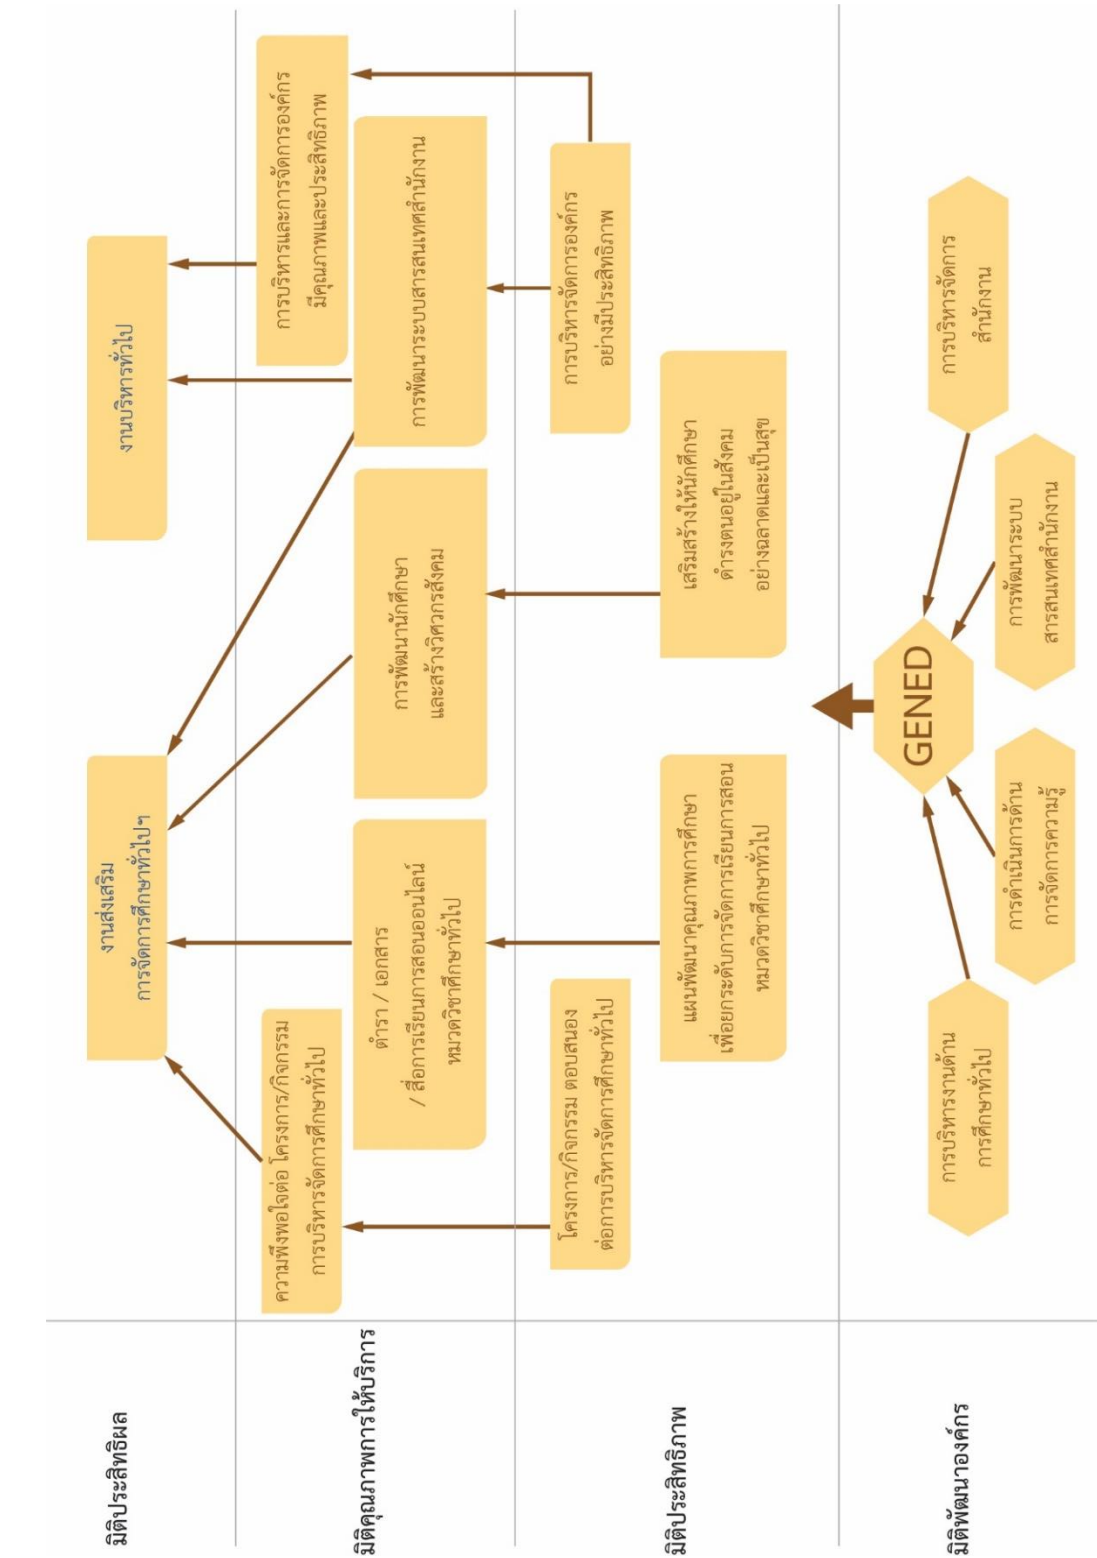 มิติประสิทธิผล
งานส่งเสริม
การจัดการศึกษาทั่วไปฯ
งานบริหารทั่วไป
มิติคุณภาพการให้บริการ
ความพึงพอใจต่อ โครงการ/กิจกรรม
การบริหารจัดการศึกษาทั่วไป
ตำรา / เอกสาร
/ สื่อการเรียนการสอนออนไลน์
หมวดวิชาศึกษาทั่วไป
การพัฒนานักศึกษา
และสร้างวิศวกรสังคม
การพัฒนาระบบสารสนเทศสำนักงาน
การบริหารและการจัดการองค์กร
มีคุณภาพและประสิทธิภาพ
มิติประสิทธิภาพ
โครงการ/กิจกรรม ตอบสนอง
ต่อการบริหารจัดการศึกษาทั่วไป
แผนพัฒนาคุณภาพการศึกษา
เพื่อยกระดับการจัดการเรียนการสอน
หมวดวิชาศึกษาทั่วไป
เสริมสร้างให้นักศึกษา
ดำรงตนอยู่ในสังคม
อย่างฉลาดและเป็นสุข
การบริหารจัดการองค์กร
อย่างมีประสิทธิภาพ
มิติพัฒนาองค์กร
การบริหารงานด้าน
การศึกษาทั่วไป
การดำเนินการด้าน
การจัดการความรู้
GENED
การพัฒนาระบบ
สารสนเทศสำนักงาน
การบริหารจัดการ
สำนักงาน